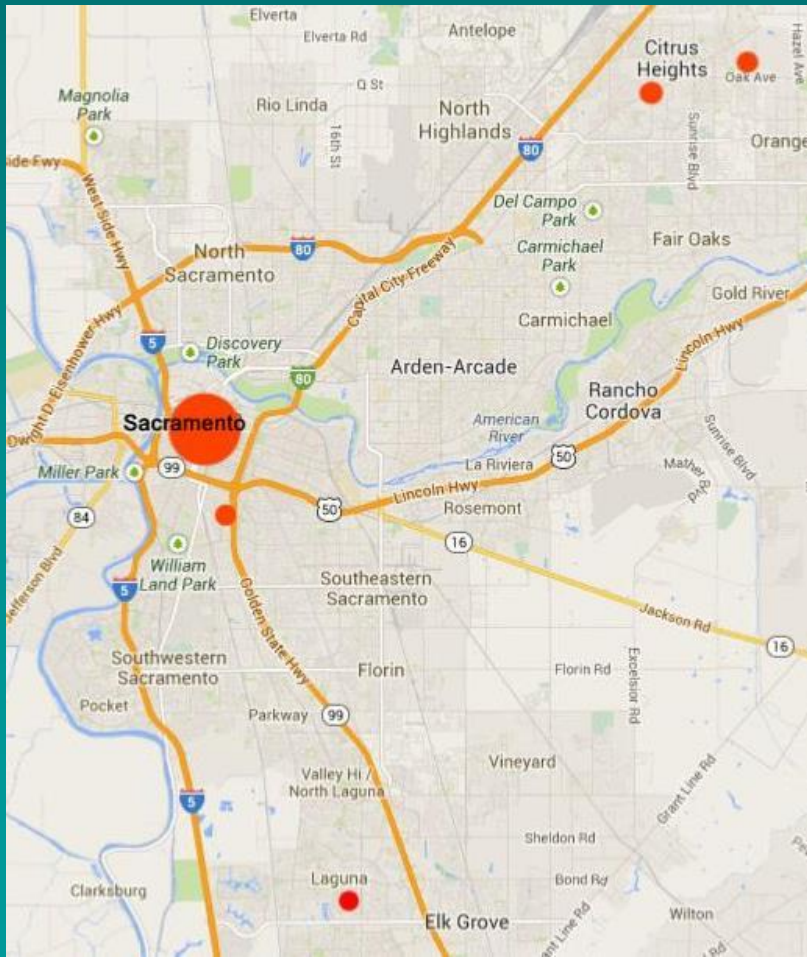 Elverta
Elverta Rd
Antelope
Citrus
Heights
Hazel Ave
Oak Ave
Q St
Magnolia
Park
Rio Linda
16th St
North
Highlands
Sunrise Blvd
Orange
80
ide Fwy
West Side Hwy
Del Campo
Park
Carmichael
Park
Fair Oaks
North
Sacramento
80
Capital City Freeway
Gold River
Dwight D. Eisenhower Hwy
5
Discovery
Park
Carmichael
Lincoln Hwy
80
Arden-Arcade
Rancho
Cordova
Sacramento
American
River
Sunrise Blvd
Miller Park
99
La Riviera
50
Mather Blvd
Lincoln Hwy
84
50
Rosemont
16
William
Land Park
Jefferson Blvd
5
Southeastern
Sacramento
Golden State Hwy
Jackson Rd
16
Southwestern
Sacramento
Florin
Florin Rd
Excelsior Rd
Pocket
Parkway
99
Vineyard
Valley Hi /
North Laguna
Grant Line Rd
5
Sheldon Rd
Laguna
Bond Rd
Clarksburg
Elk Grove
Wilton
ant Line Rd